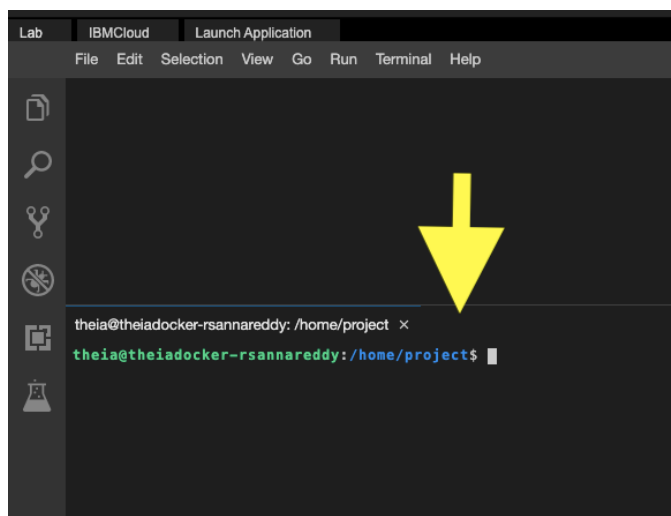 Lab IBMCloud Launch Application
File Edit Selection View Go Run Terminal Help
theia@theiadocker-rsannareddy: /home/project ×
theia@theiadocker-rsannareddy:/home/project$